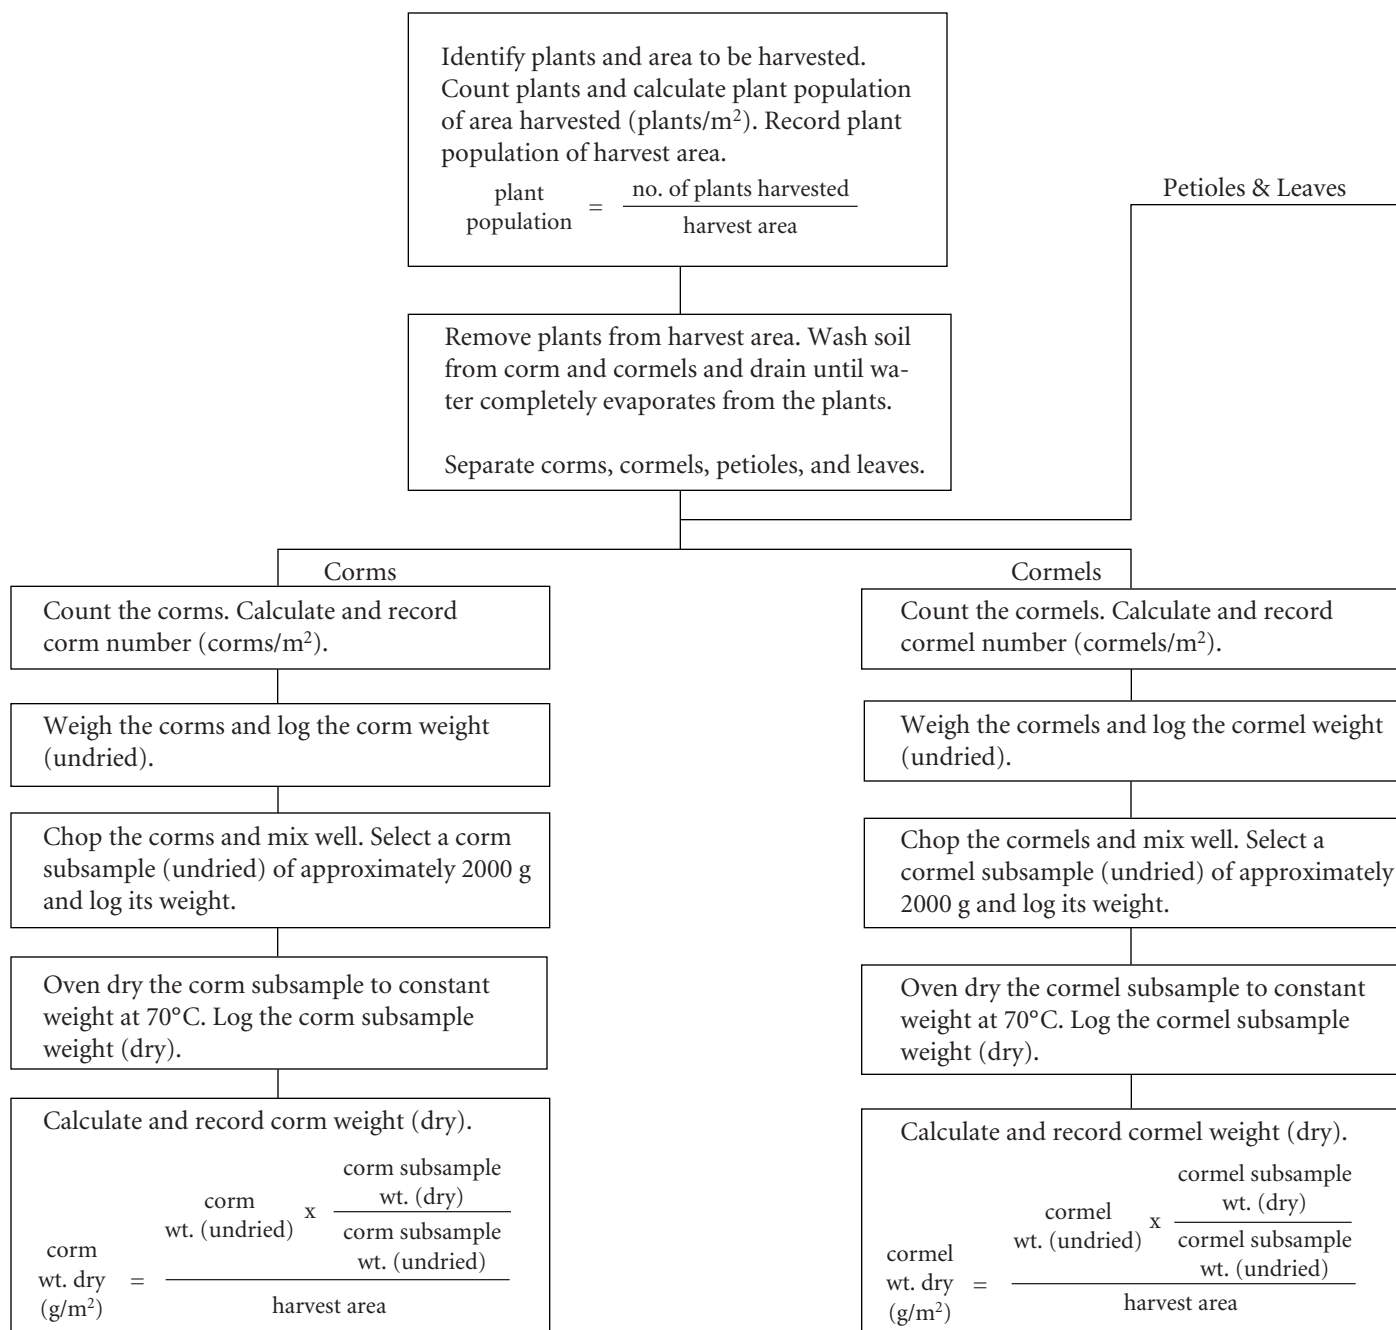 Identify plants and area to be harvested.
Count plants and calculate plant population
of area harvested (plants/m²). Record plant
population of harvest area.
plant
population
=
no. of plants harvested
harvest area
Petioles & Leaves
Remove plants from harvest area. Wash soil
from corm and cormels and drain until wa-
ter completely evaporates from the plants.
Separate corms, cormels, petioles, and leaves.
Corms
Count the corms. Calculate and record
corm number (corms/m²).
Weigh the corms and log the corm weight
(undried).
Chop the corms and mix well. Select a corm
subsample (undried) of approximately 2000 g
and log its weight.
Oven dry the corm subsample to constant
weight at 70°C. Log the corm subsample
weight (dry).
Calculate and record corm weight (dry).
corm
wt. dry
(g/m²)
=
corm
wt. (undried)
x
corm subsample
wt. (dry)
corm subsample
wt. (undried)
harvest area
Cormels
Count the cormels. Calculate and record
cormel number (cormels/m²).
Weigh the cormels and log the cormel weight
(undried).
Chop the cormels and mix well. Select a
cormel subsample (undried) of approximately
2000 g and log its weight.
Oven dry the cormel subsample to constant
weight at 70°C. Log the cormel subsample
weight (dry).
Calculate and record cormel weight (dry).
cormel
wt. dry
(g/m²)
=
cormel
wt. (undried)
x
cormel subsample
wt. (dry)
cormel subsample
wt. (undried)
harvest area